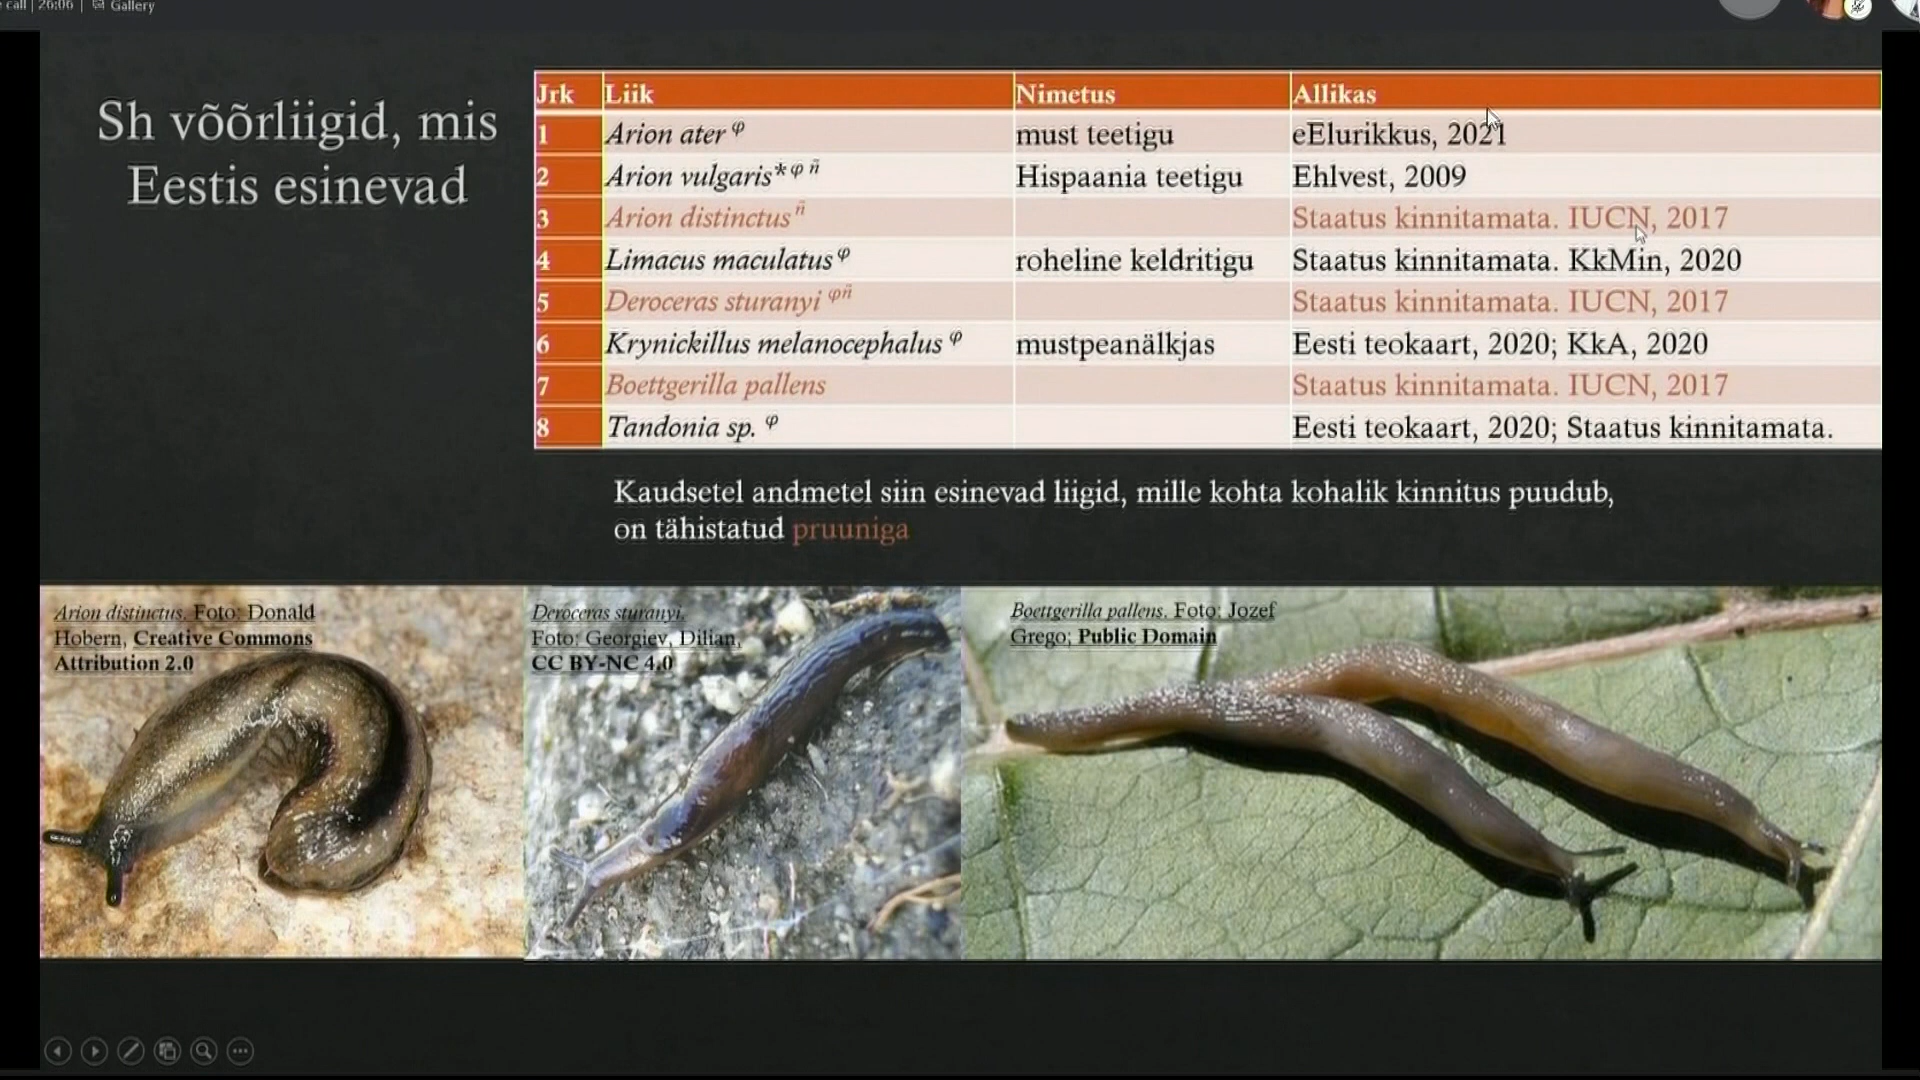 call | 26:06 | Gallery
Sh võõrliigid, mis
Eestis esinevad
Jrk Liik Nimetus Allikas
1 Arion ater φ must teetigu eElurikkus, 2021
2 Arion vulgaris*φ ñ Hispaania teetigu Ehlvest, 2009
3 Arion distinctus ñ Staatus kinnitamata. IUCN, 2017
4 Limacus maculatus φ roheline keldritigu Staatus kinnitamata. KkMin, 2020
5 Deroceras sturanyi φñ Staatus kinnitamata. IUCN, 2017
6 Krynickillus melanocephalus φ mustpeanälkjas Eesti teokaart, 2020; KkA, 2020
7 Boettgerilla pallens Staatus kinnitamata. IUCN, 2017
8 Tandonia sp. φ Eesti teokaart, 2020; Staatus kinnitamata.
Kaudsetel andmetel siin esinevad liigid, mille kohta kohalik kinnitus puudub,
on tähistatud pruuniga
Arion distinctus. Foto: Donald
Hobern, Creative Commons
Attribution 2.0
Deroceras sturanyi.
Foto: Georgiev, Dilian,
CC BY-NC 4.0
Boettgerilla pallens. Foto: Jozef
Grego; Public Domain